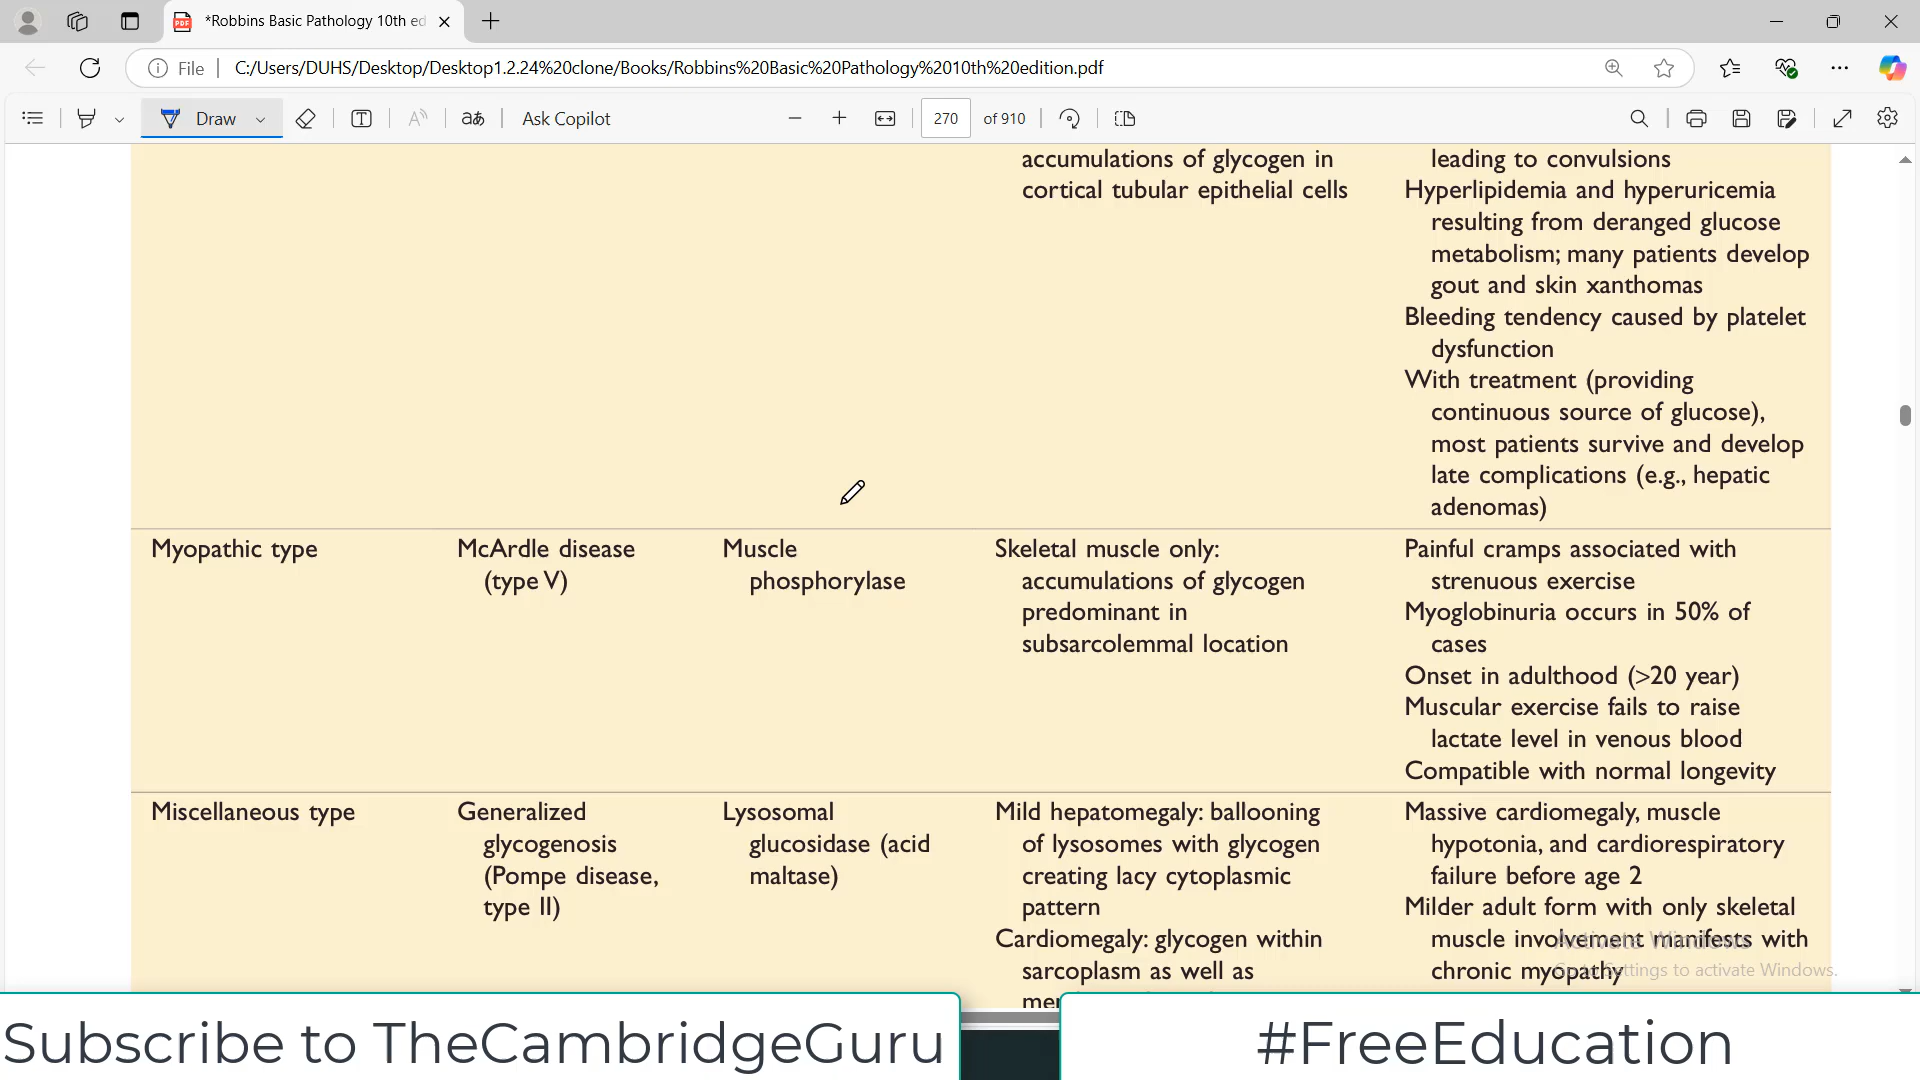 *Robbins Basic Pathology 10th ed
File
C:/Users/DUHS/Desktop/Desktop1.2.24%20clone/Books/Robbins%20Basic%20Pathology%2010th%20edition.pdf
Draw
Ask Copilot
270 of 910
accumulations of glycogen in
cortical tubular epithelial cells
leading to convulsions
Hyperlipidemia and hyperuricemia
resulting from deranged glucose
metabolism; many patients develop
gout and skin xanthomas
Bleeding tendency caused by platelet
dysfunction
With treatment (providing
continuous source of glucose),
most patients survive and develop
late complications (e.g., hepatic
adenomas)
Myopathic type
McArdle disease
(type V)
Muscle
phosphorylase
Skeletal muscle only:
accumulations of glycogen
predominant in
subsarcolemmal location
Painful cramps associated with
strenuous exercise
Myoglobinuria occurs in 50% of
cases
Onset in adulthood (>20 year)
Muscular exercise fails to raise
lactate level in venous blood
Compatible with normal longevity
Miscellaneous type
Generalized
glycogenosis
(Pompe disease,
type II)
Lysosomal
glucosidase (acid
maltase)
Mild hepatomegaly: ballooning
of lysosomes with glycogen
creating lacy cytoplasmic
pattern
Cardiomegaly: glycogen within
sarcoplasm as well as
Massive cardiomegaly, muscle
hypotonia, and cardiorespiratory
failure before age 2
Milder adult form with only skeletal
muscle involvement manifests with
chronic myopathy
Activate Windows
Go to Settings to activate Windows.
Subscribe to TheCambridgeGuru
#FreeEducation